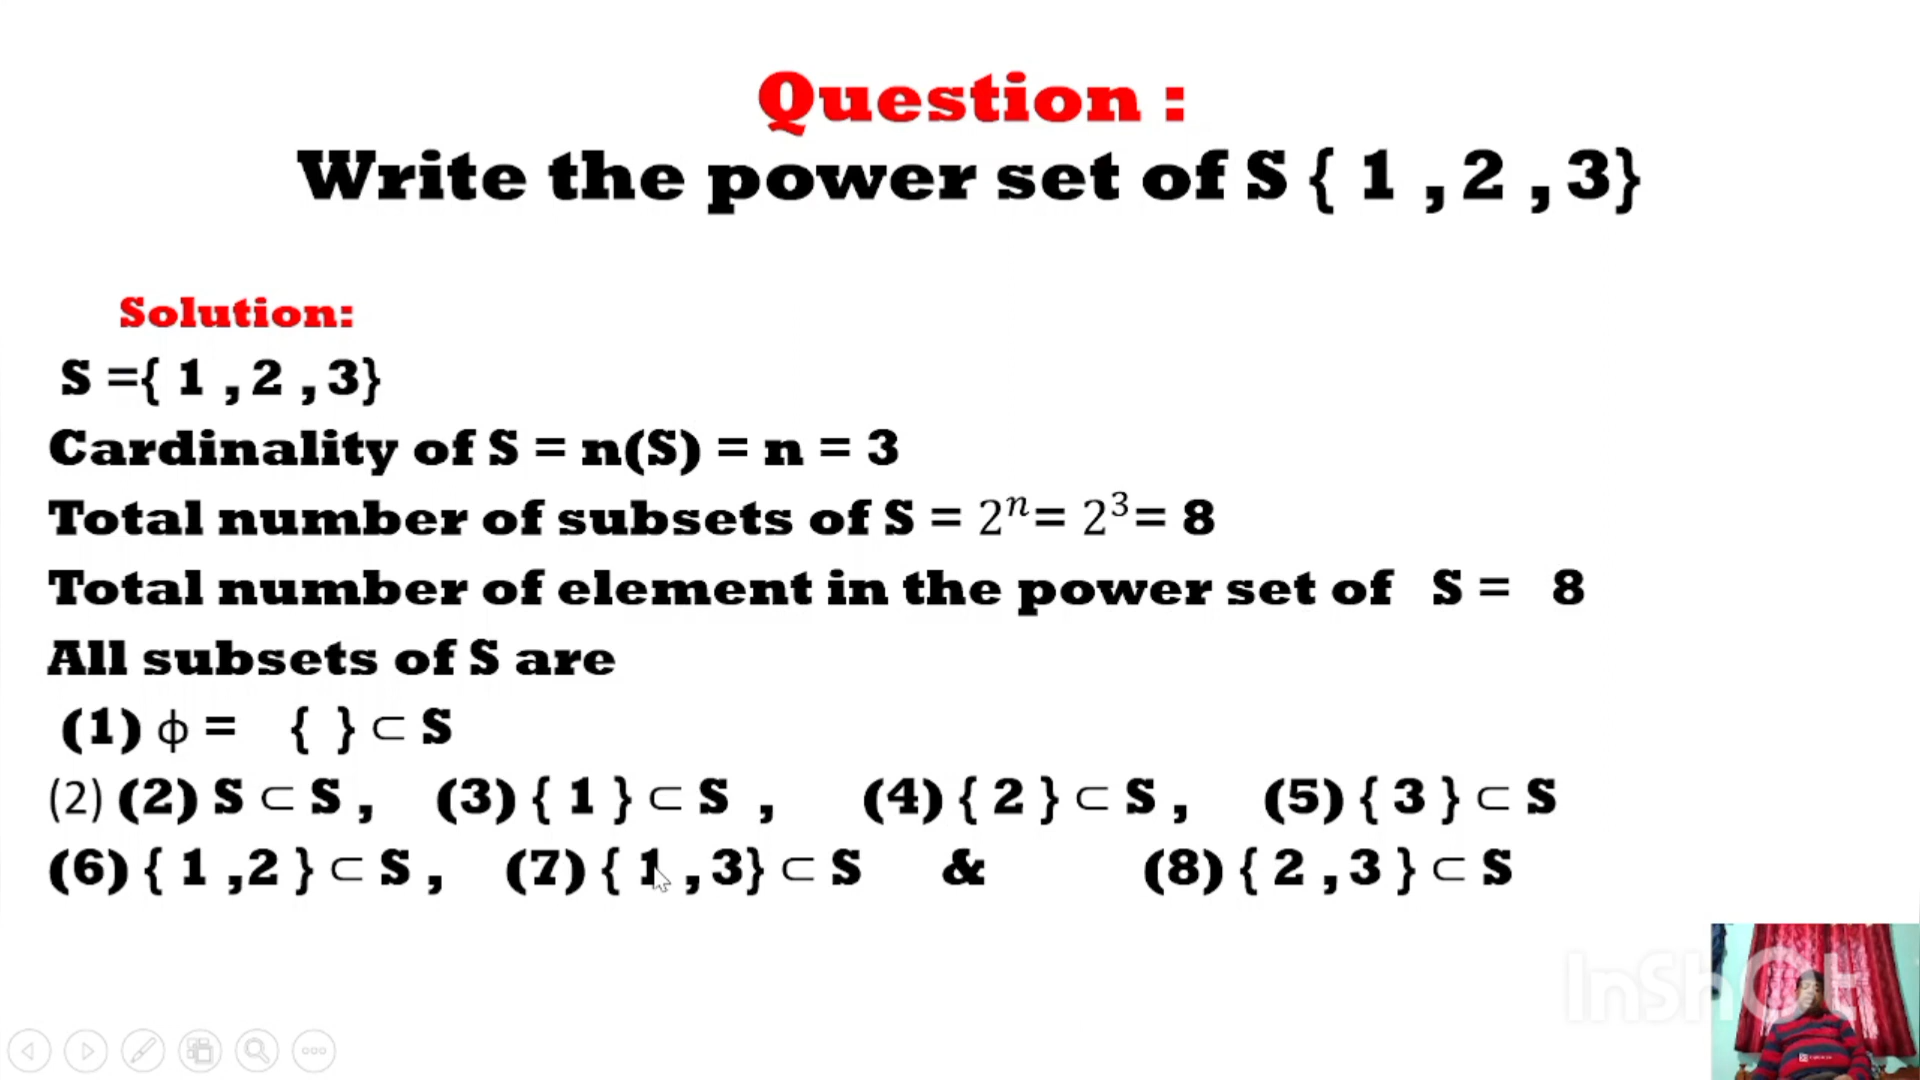 Question :
Write the power set of S { 1 , 2 , 3}
Solution:
S ={ 1 , 2 , 3}
Cardinality of S = n(S) = n = 3
Total number of subsets of S = 2ⁿ= 2³= 8
Total number of element in the power set of S = 8
All subsets of S are
(1) ϕ = { } ⊂ S
(2) (2) S ⊂ S , (3) { 1 } ⊂ S , (4) { 2 } ⊂ S , (5) { 3 } ⊂ S
(6) { 1 ,2 } ⊂ S , (7) { 1 , 3} ⊂ S & (8) { 2 , 3 } ⊂ S
InShOt